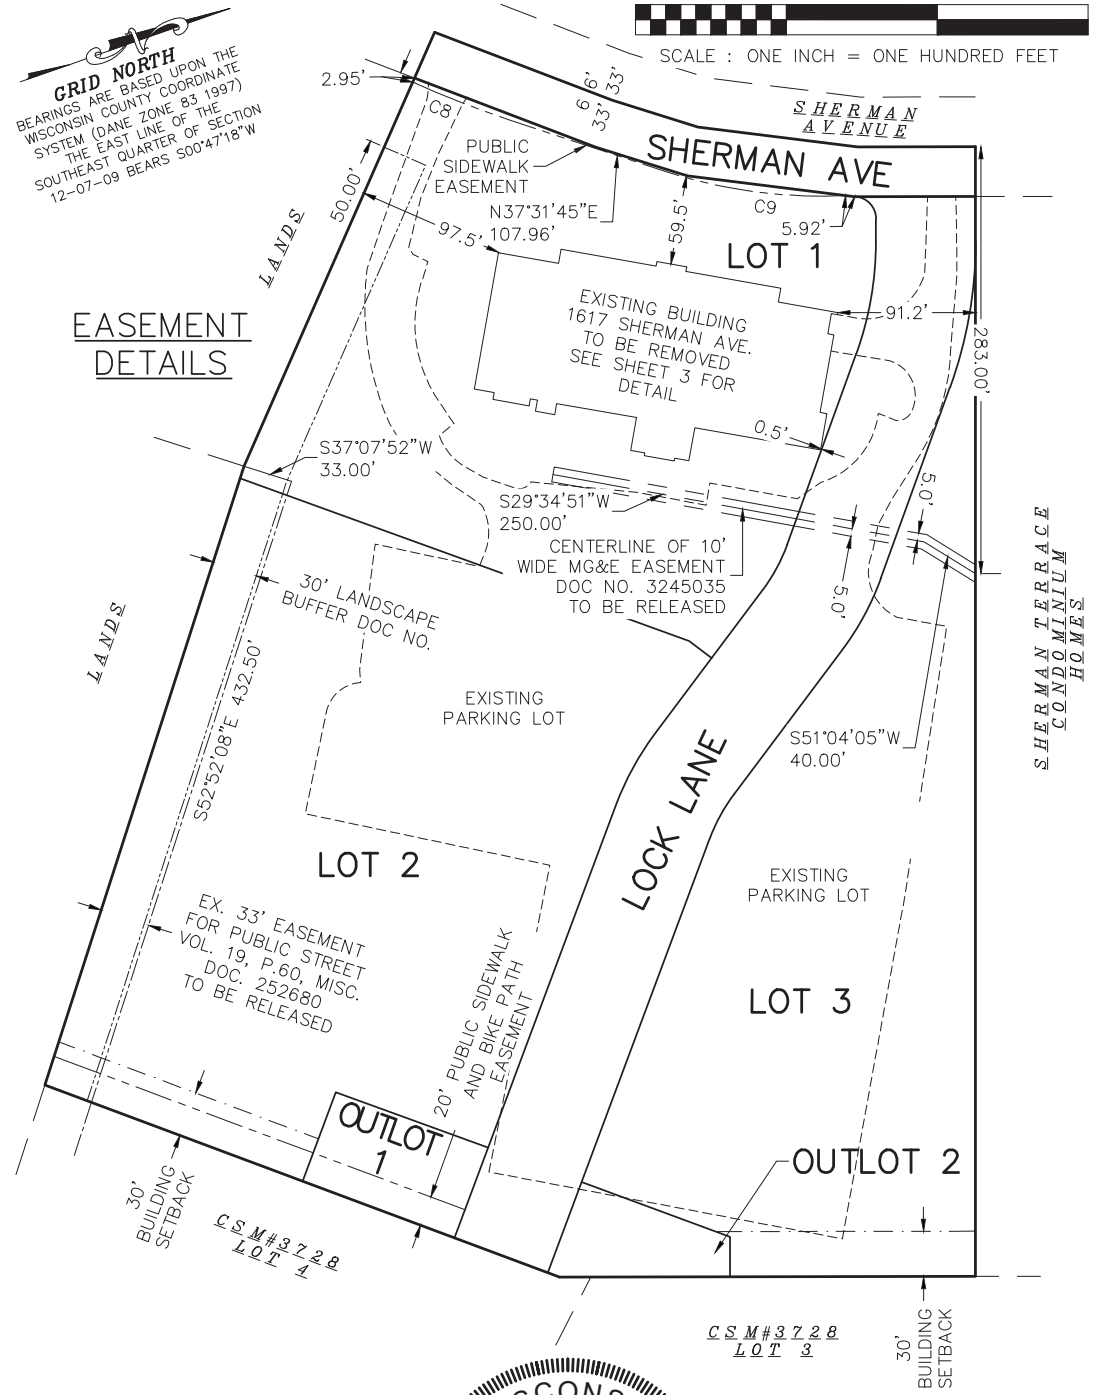 SCALE : ONE INCH = ONE HUNDRED FEET
GRID NORTH
BEARINGS ARE BASED UPON THE
WISCONSIN COUNTY COORDINATE
SYSTEM (DANE ZONE 83 1997)
THE EAST LINE OF THE
SOUTHEAST QUARTER OF SECTION
12-07-09 BEARS S00°47'18"W
2.95'
C8
6'
6'
33'
33'
SHERMAN
AVENUE
SHERMAN AVE
PUBLIC
SIDEWALK
EASEMENT
50.00'
N37°31'45"E
107.96'
97.5'
59.5'
C9
5.92'
LOT 1
LANDS
EASEMENT
DETAILS
EXISTING BUILDING
1617 SHERMAN AVE.
TO BE REMOVED
SEE SHEET 3 FOR
DETAIL
91.2'
283.00'
0.5'
S37°07'52"W
33.00'
S29°34'51"W
250.00'
5.0'
CENTERLINE OF 10'
WIDE MG&E EASEMENT
DOC NO. 3245035
TO BE RELEASED
5.0'
30' LANDSCAPE
BUFFER DOC NO.
LANDS
SHERMAN TERRACE
CONDOMINIUM
HOMES
S52°52'08"E 432.50'
EXISTING
PARKING LOT
S51°04'05"W
40.00'
LOCK LANE
LOT 2
EXISTING
PARKING LOT
EX. 33' EASEMENT
FOR PUBLIC STREET
VOL. 19, P.60, MISC.
DOC. 252680
TO BE RELEASED
20' PUBLIC SIDEWALK
AND BIKE PATH
EASEMENT
LOT 3
OUTLOT
1
OUTLOT 2
30'
BUILDING
SETBACK
CSM#3728
LOT 4
CSM#3728
LOT 3
30'
BUILDING
SETBACK
SCONS